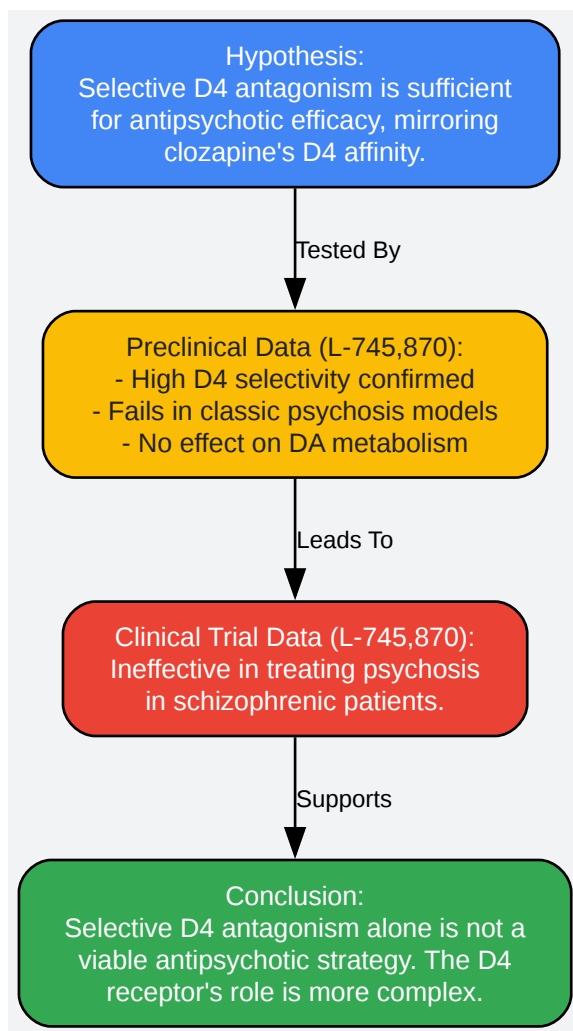 Hypothesis:
Selective D4 antagonism is sufficient
for antipsychotic efficacy, mirroring
clozapine's D4 affinity.
Tested By
Preclinical Data (L-745,870):
- High D4 selectivity confirmed
- Fails in classic psychosis models
- No effect on DA metabolism
Leads To
Clinical Trial Data (L-745,870):
Ineffective in treating psychosis
in schizophrenic patients.
Supports
Conclusion:
Selective D4 antagonism alone is not a
viable antipsychotic strategy. The D4
receptor's role is more complex.